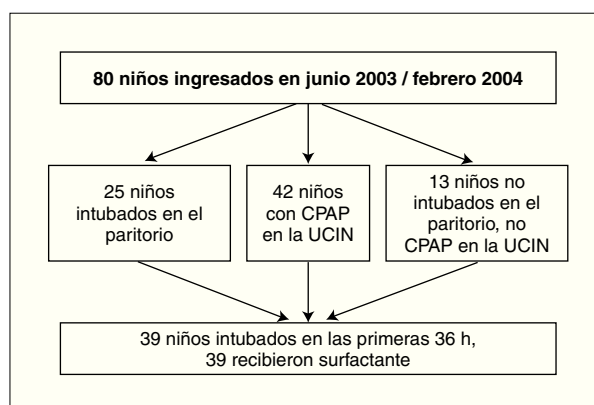 80 niños ingresados en junio 2003 / febrero 2004
25 niños
intubados en el
paritorio
42 niños
con CPAP
en la UCIN
13 niños no
intubados en el
paritorio, no
CPAP en la UCIN
39 niños intubados en las primeras 36 h,
39 recibieron surfactante